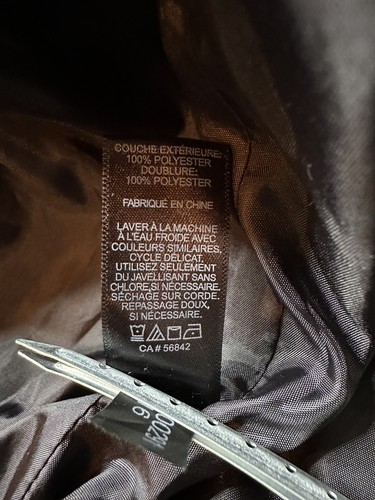 COUCHE EXTÉRIEURE:
100% POLYESTER
DOUBLURE:
100% POLYESTER
FABRIQUÉ EN CHINE
LAVER À LA MACHINE
À L'EAU FROIDE AVEC
COULEURS SIMILAIRES,
CYCLE DÉLICAT.
UTILISEZ SEULEMENT
DU JAVELLISANT SANS
CHLORE,SI NÉCESSAIRE.
SÉCHAGE SUR CORDE.
REPASSAGE DOUX,
SI NÉCESSAIRE.
CA # 56842
6